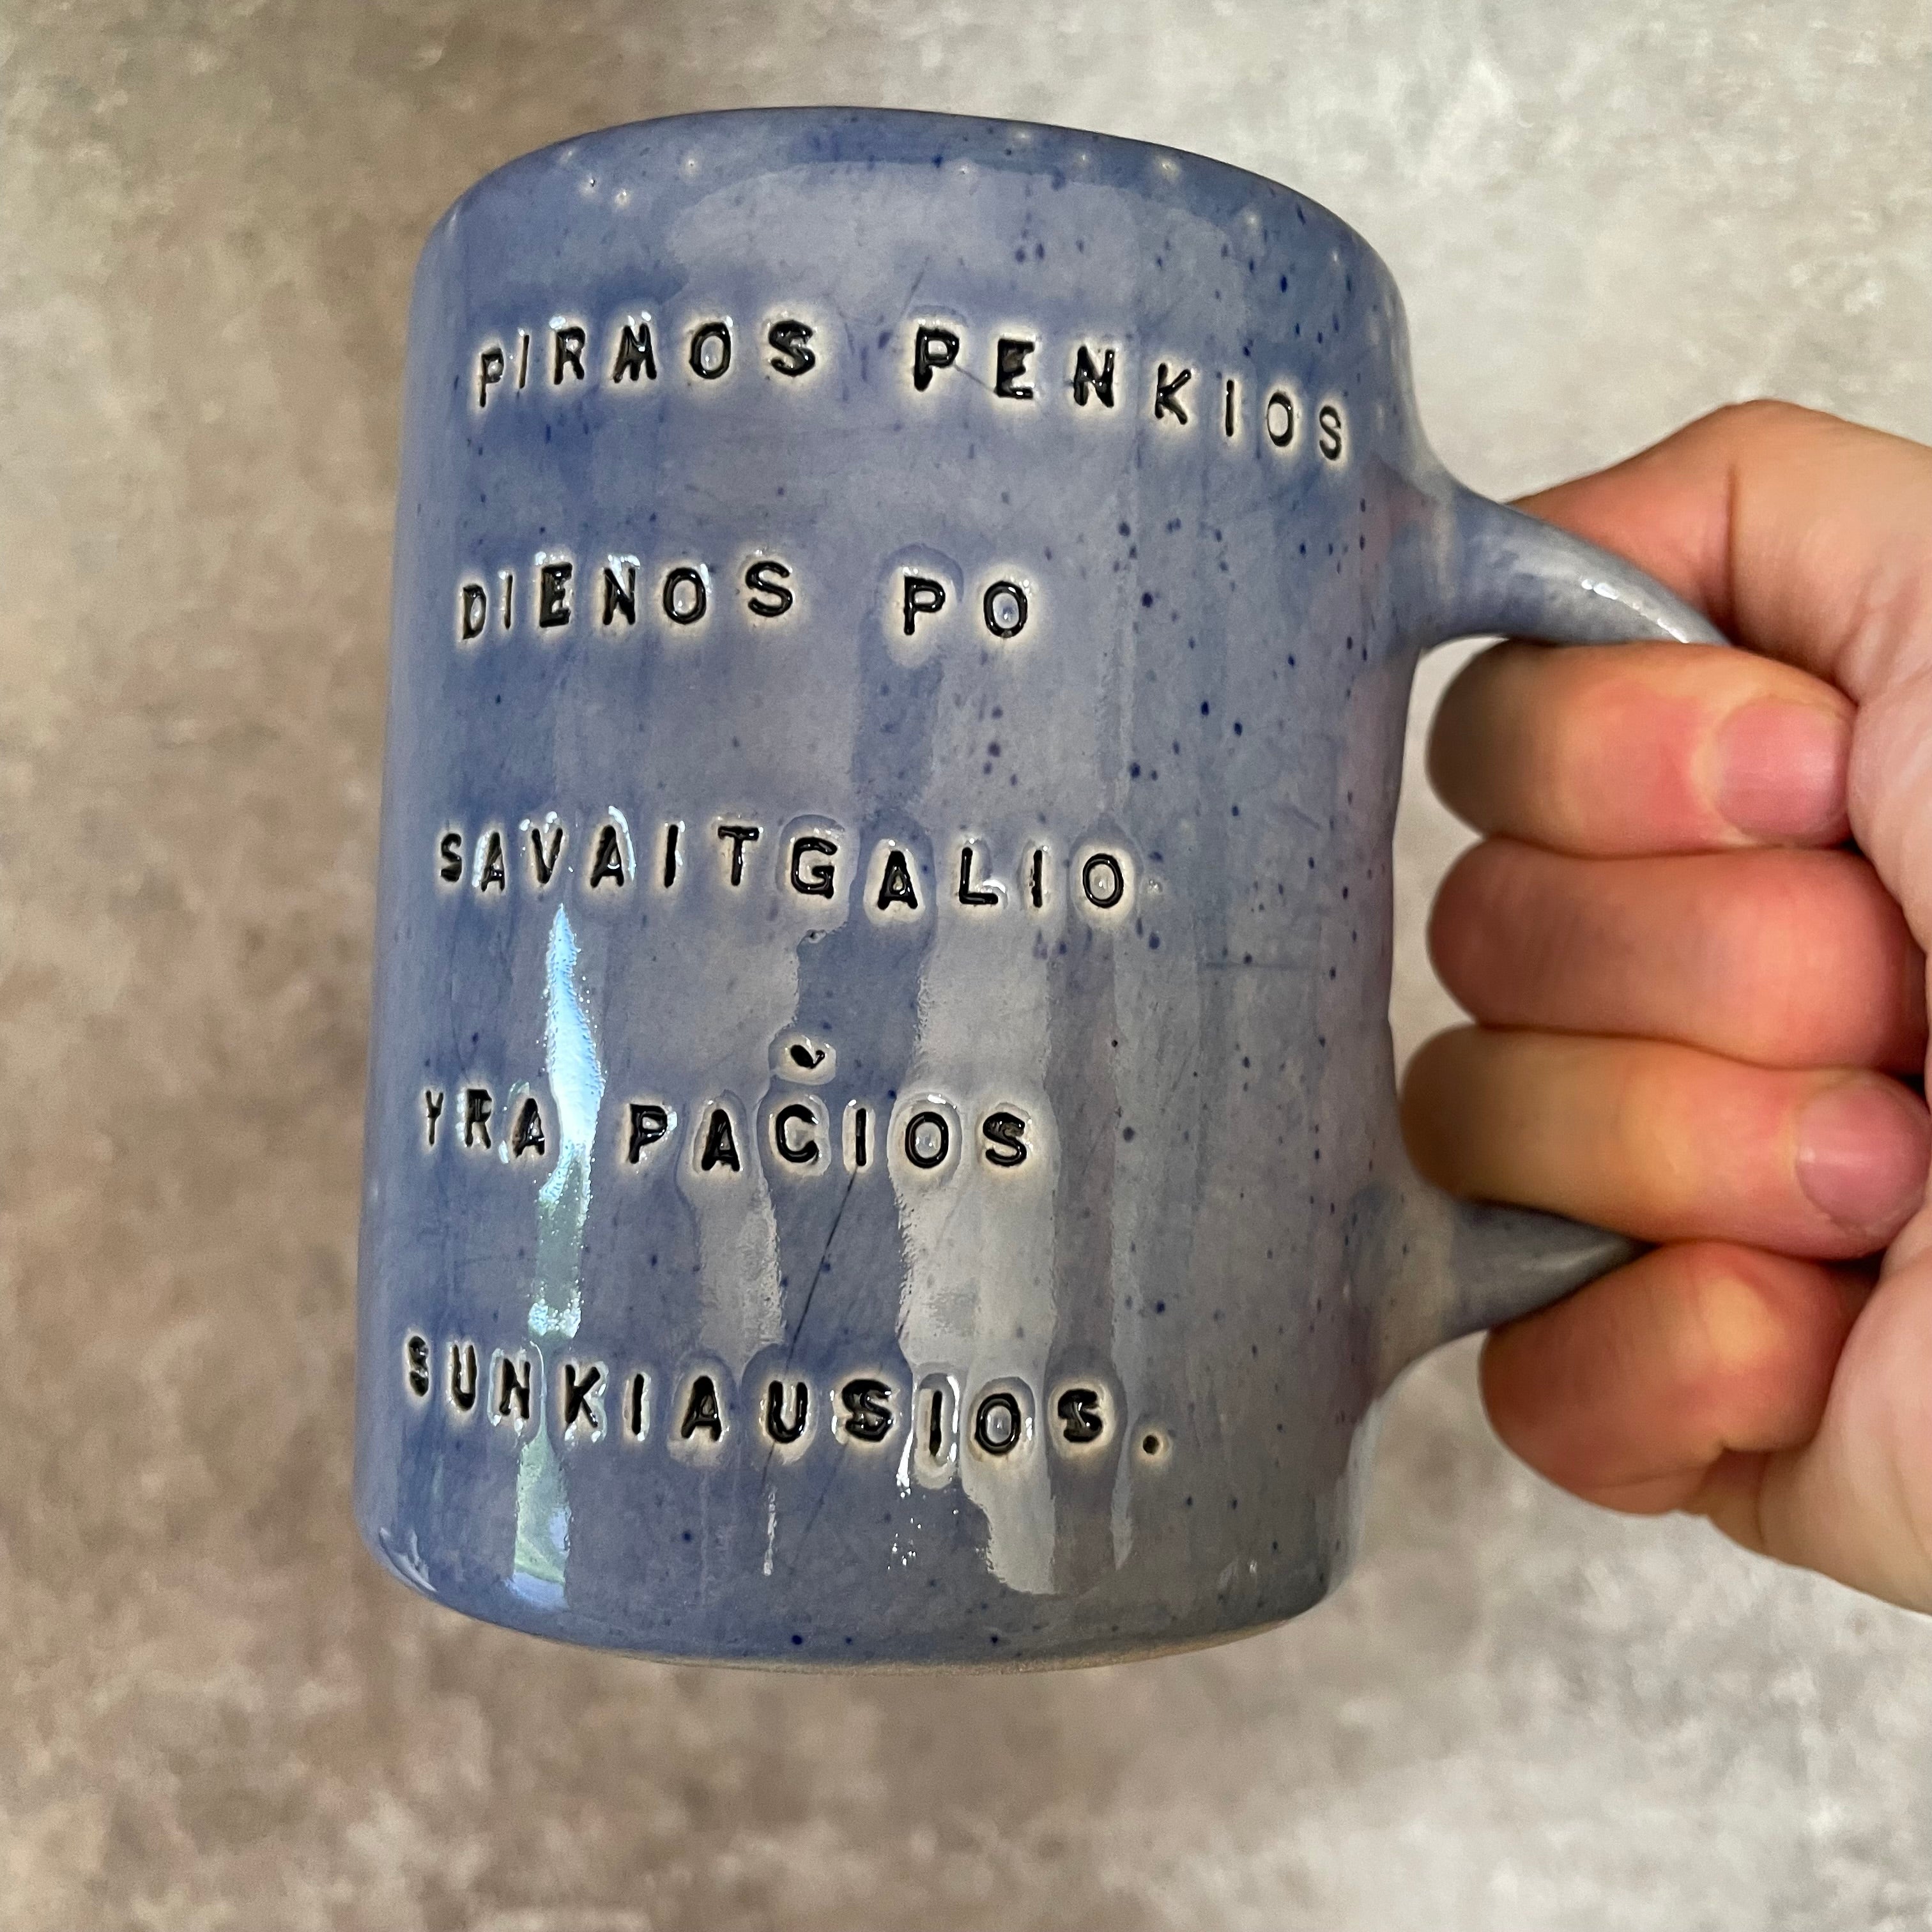 PIRMOS PENKIOS
DIENOS PO
SAVAITGALIO
YRA PAČIOS
SUNKIAUSIOS.